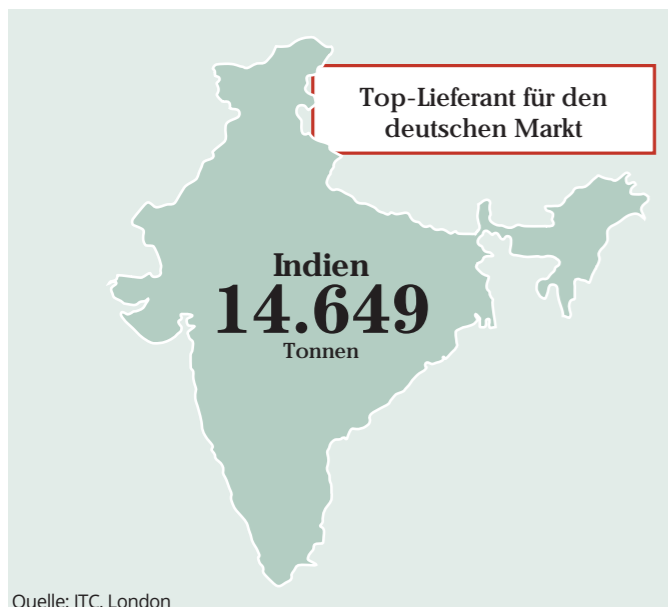 Top-Lieferant für den
deutschen Markt
Indien
14.649
Tonnen
Quelle: ITC, London